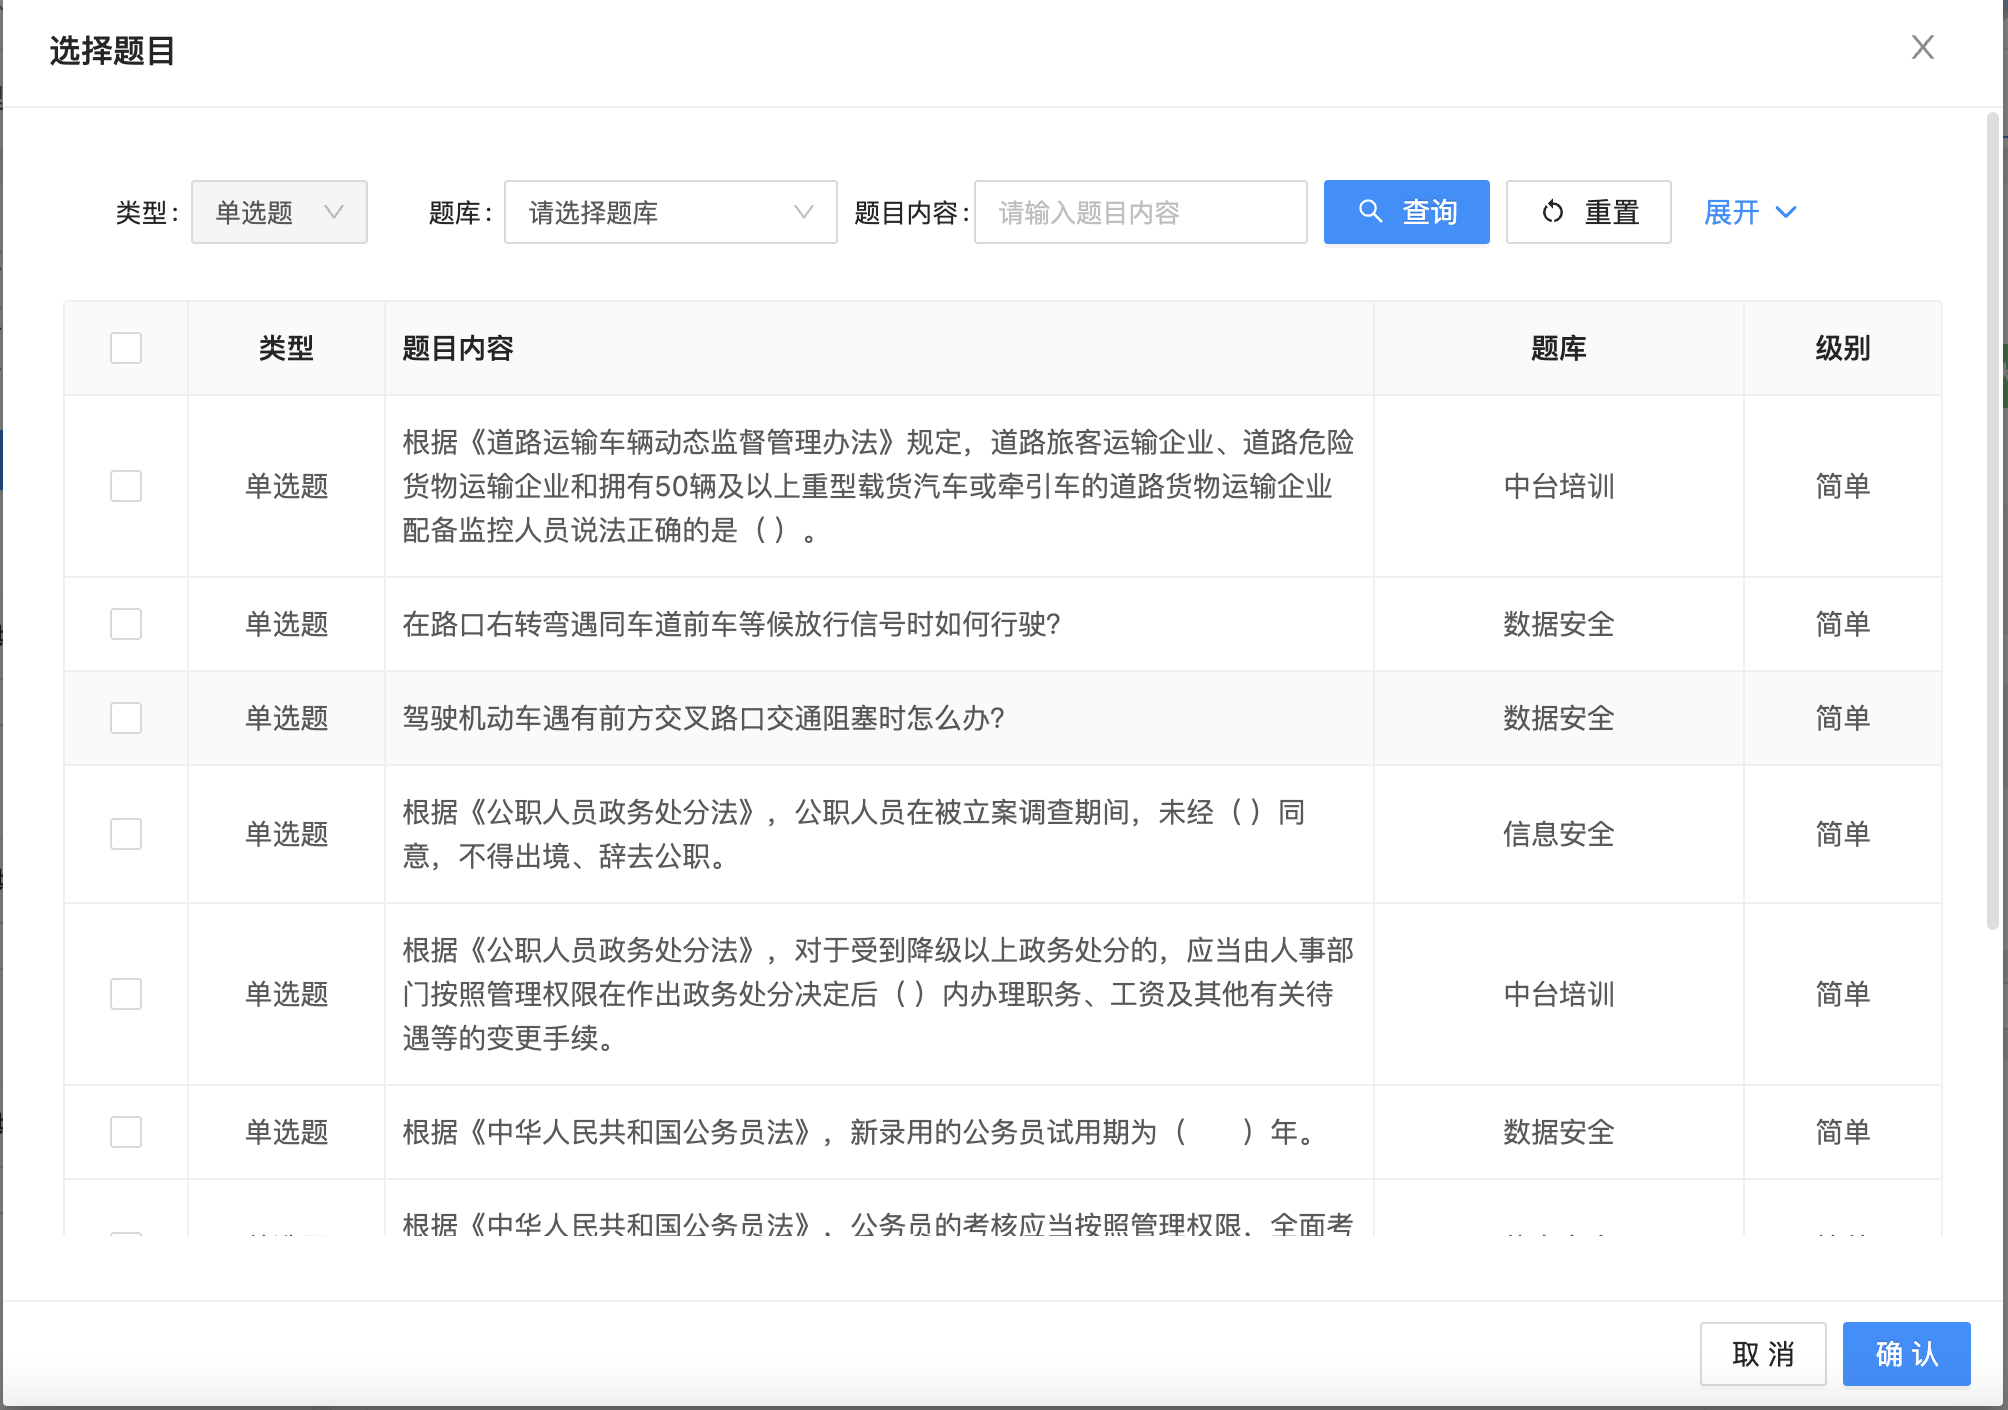 选择题目
类型: 单选题 题库: 请选择题库 题目内容: 请输入题目内容 查询 重置 展开
类型 题目内容 题库 级别
根据《道路运输车辆动态监督管理办法》规定，道路旅客运输企业、道路危险
单选题 货物运输企业和拥有50辆及以上重型载货汽车或牵引车的道路货物运输企业 中台培训 简单
配备监控人员说法正确的是（）。
单选题 在路口右转弯遇同车道前车等候放行信号时如何行驶? 数据安全 简单
单选题 驾驶机动车遇有前方交叉路口交通阻塞时怎么办? 数据安全 简单
根据《公职人员政务处分法》，公职人员在被立案调查期间，未经（）同
单选题 信息安全 简单
意，不得出境、辞去公职。
根据《公职人员政务处分法》，对于受到降级以上政务处分的，应当由人事部
单选题 门按照管理权限在作出政务处分决定后（）内办理职务、工资及其他有关待 中台培训 简单
遇等的变更手续。
单选题 根据《中华人民共和国公务员法》，新录用的公务员试用期为（　　）年。 数据安全 简单
根据《中华人民共和国公务员法》，公务员的考核应当按照管理权限，全面考
取 消 确 认